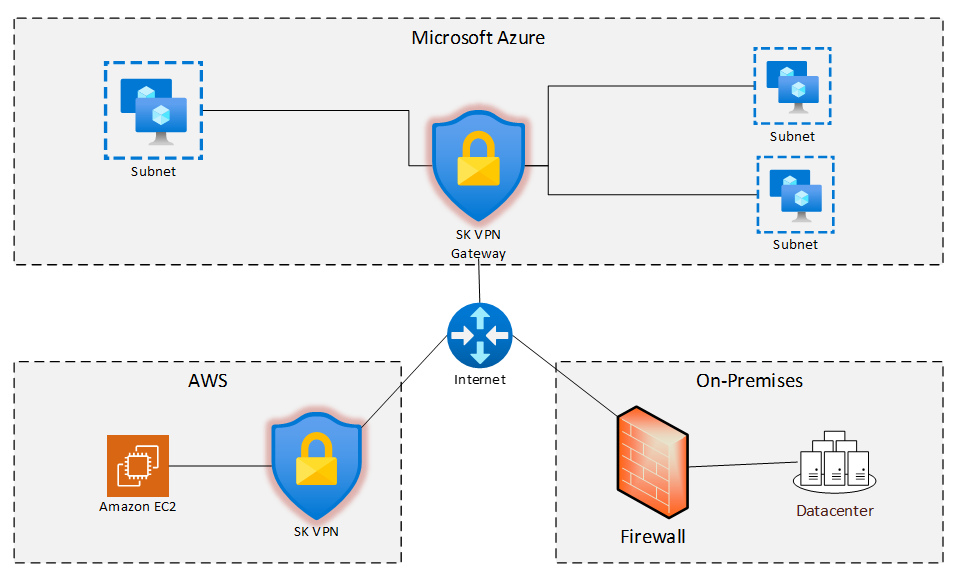 Microsoft Azure
Subnet
Subnet
Subnet
SK VPN
Gateway
Internet
AWS
On-Premises
Amazon EC2
SK VPN
Firewall
Datacenter